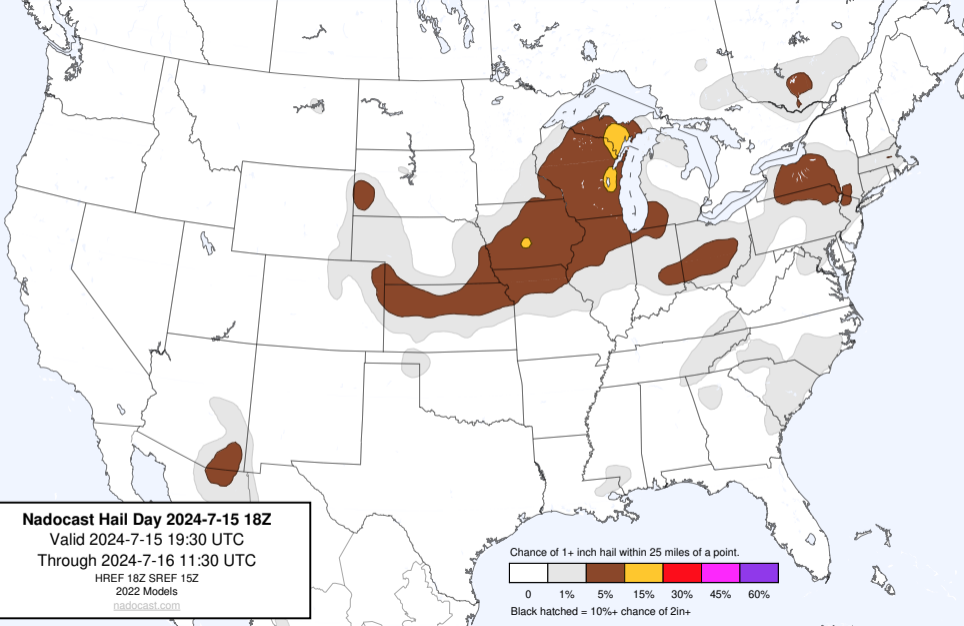 Nadocast Hail Day 2024-7-15 18Z
Valid 2024-7-15 19:30 UTC
Through 2024-7-16 11:30 UTC
HREF 18Z SREF 15Z
2022 Models
nadocast.com
Chance of 1+ inch hail within 25 miles of a point.
0 1% 5% 15% 30% 45% 60%
Black hatched = 10%+ chance of 2in+